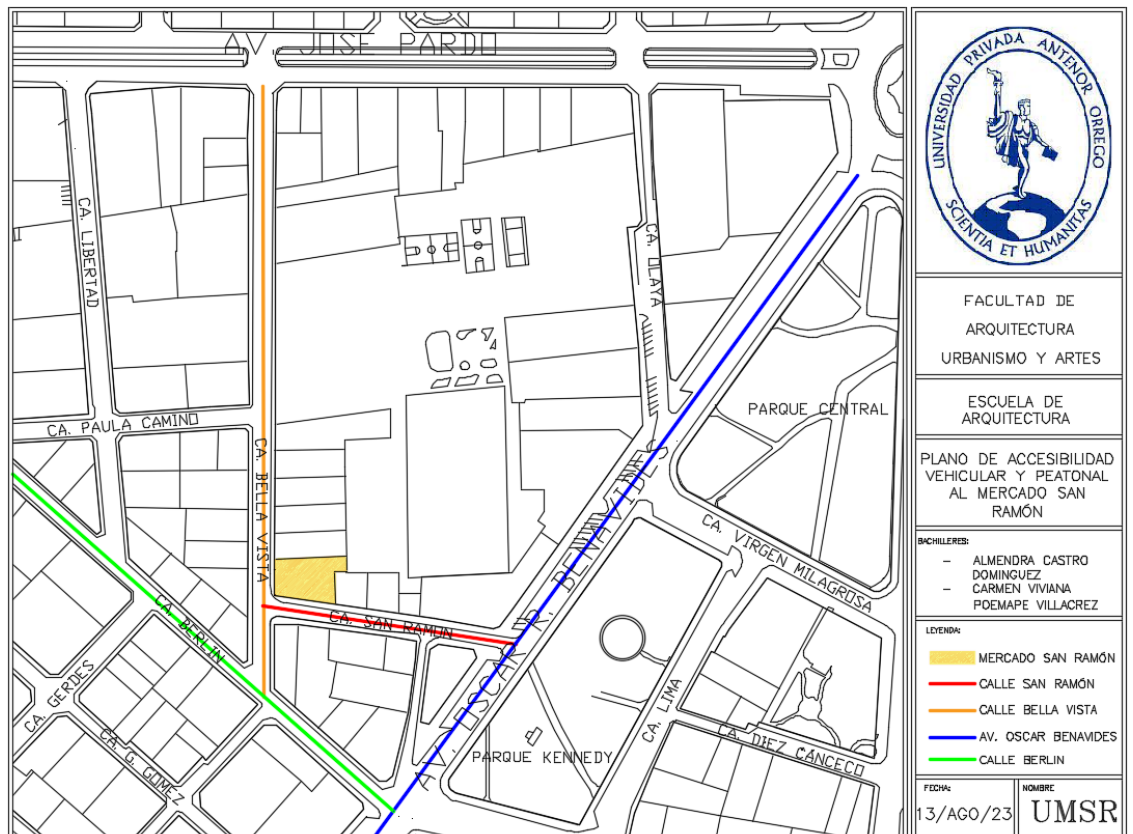 AV. JOSE PARDO
CA. LIBERTAD
CA. OLAYA
CA. PAULA CAMINO
CA. BELLA VISTA
PARQUE CENTRAL
AV. OSCAR R. BENAVIDES
CA. VIRGEN MILAGROSA
CA. BERLIN
CA. SAN RAMON
CA. GERDES
CA. G. GOMEZ
PARQUE KENNEDY
CA. LIMA
CA. DIEZ CANCECO
UNIVERSIDAD PRIVADA ANTENOR ORREGO
SCIENTIA ET HUMANITAS
FACULTAD DE
ARQUITECTURA
URBANISMO Y ARTES
ESCUELA DE
ARQUITECTURA
PLANO DE ACCESIBILIDAD
VEHICULAR Y PEATONAL
AL MERCADO SAN
RAMÓN
BACHILLERES:
- ALMENDRA CASTRO
DOMINGUEZ
- CARMEN VIVIANA
POEMAPE VILLACREZ
LEYENDA:
MERCADO SAN RAMÓN
CALLE SAN RAMÓN
CALLE BELLA VISTA
AV. OSCAR BENAVIDES
CALLE BERLIN
FECHA:
13/AGO/23
NOMBRE
UMSR